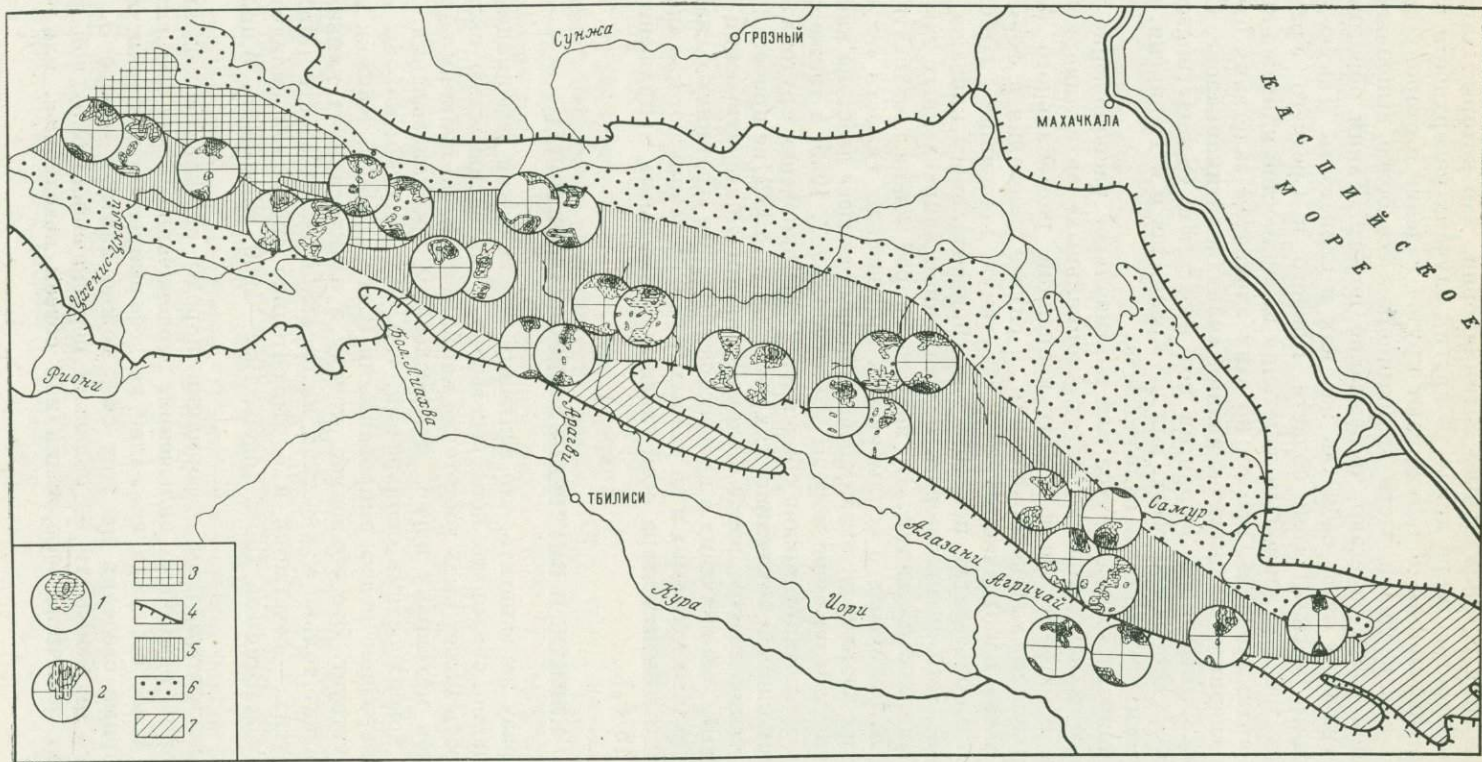 Сунжа
ГРОЗНЫЙ
МАХАЧКАЛА
КАСПИЙСКОЕ
МОРЕ
Цхенис-Цкали
Риони
Бол. Лиахва
Арагви
ТБИЛИСИ
Самур
Алазани
Агричай
Иори
Кура
1
2
3
4
5
6
7